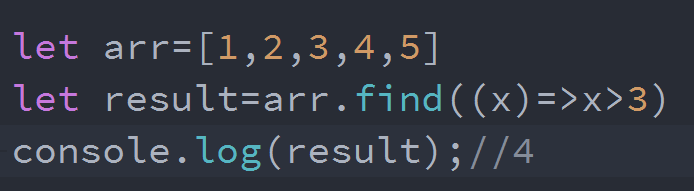 let arr=[1,2,3,4,5]
let result=arr.find((x)=>x>3)
console.log(result);//4